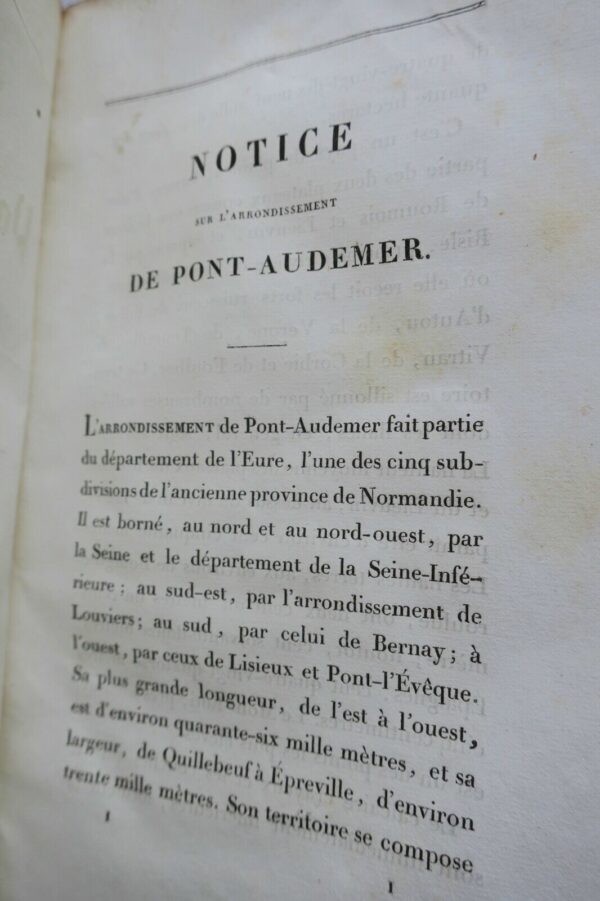 NOTICE
SUR L'ARRONDISSEMENT
DE PONT-AUDEMER.
L'ARRONDISSEMENT de Pont-Audemer fait partie
du département de l'Eure, l'une des cinq sub-
divisions de l'ancienne province de Normandie.
Il est borné, au nord et au nord-ouest, par
la Seine et le département de la Seine-Infé-
rieure; au sud-est, par l'arrondissement de
Louviers; au sud, par celui de Bernay; à
l'ouest, par ceux de Lisieux et Pont-l'Évêque.
Sa plus grande longueur, de l'est à l'ouest,
est d'environ quarante-six mille mètres, et sa
largeur, de Quillebeuf à Épreville, d'environ
trente mille mètres. Son territoire se compose
1
1